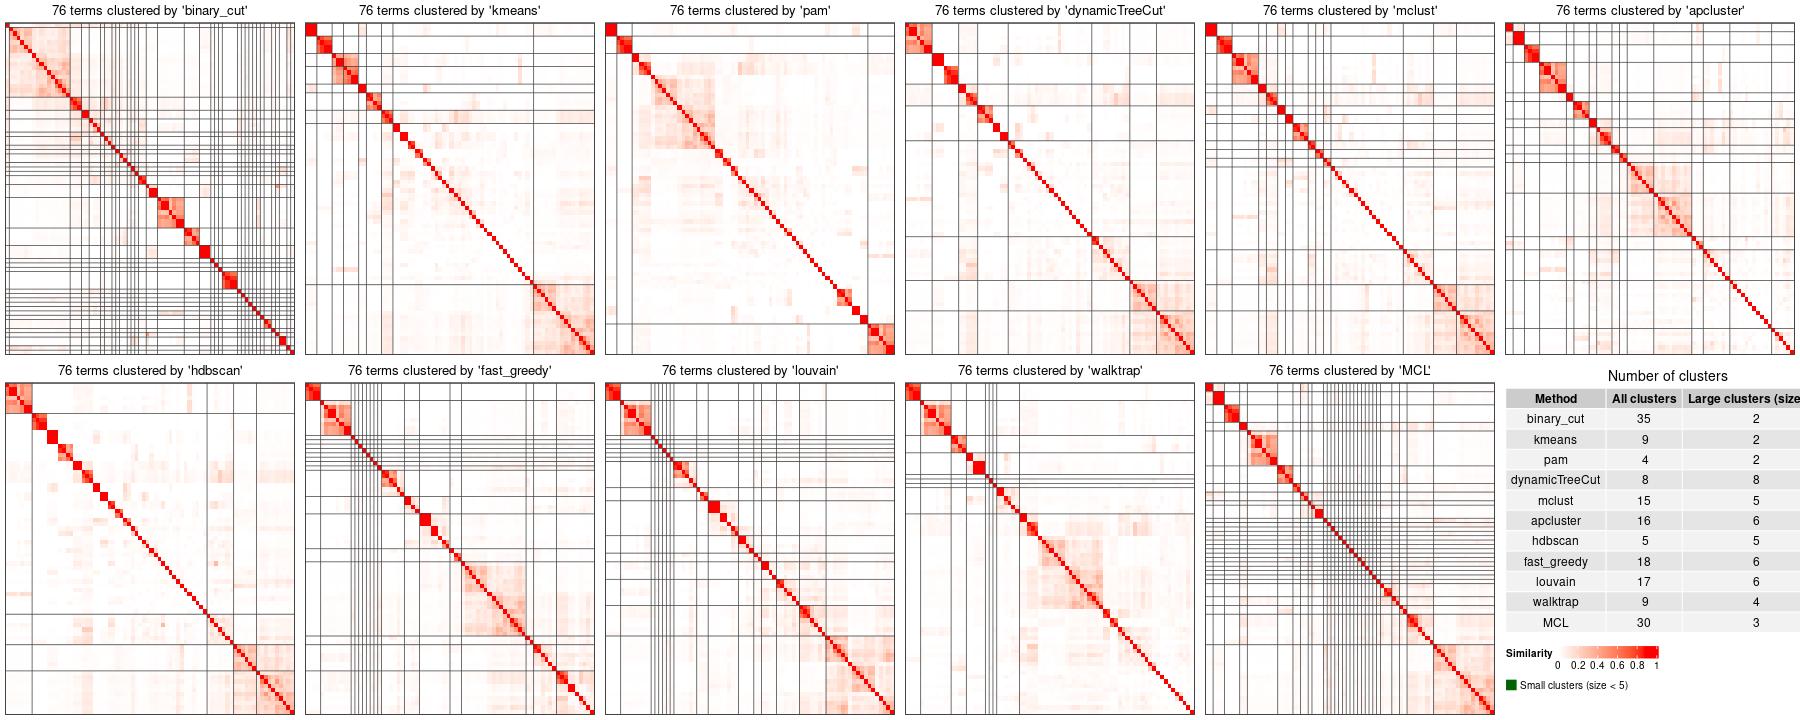 76 terms clustered by 'binary_cut'
76 terms clustered by 'kmeans'
76 terms clustered by 'pam'
76 terms clustered by 'dynamicTreeCut'
76 terms clustered by 'mclust'
76 terms clustered by 'apcluster'
76 terms clustered by 'hdbscan'
76 terms clustered by 'fast_greedy'
76 terms clustered by 'louvain'
76 terms clustered by 'walktrap'
76 terms clustered by 'MCL'
Number of clusters
Method All clusters Large clusters (size
binary_cut 35 2
kmeans 9 2
pam 4 2
dynamicTreeCut 8 8
mclust 15 5
apcluster 16 6
hdbscan 5 5
fast_greedy 18 6
louvain 17 6
walktrap 9 4
MCL 30 3
Similarity
0 0.2 0.4 0.6 0.8 1
Small clusters (size < 5)